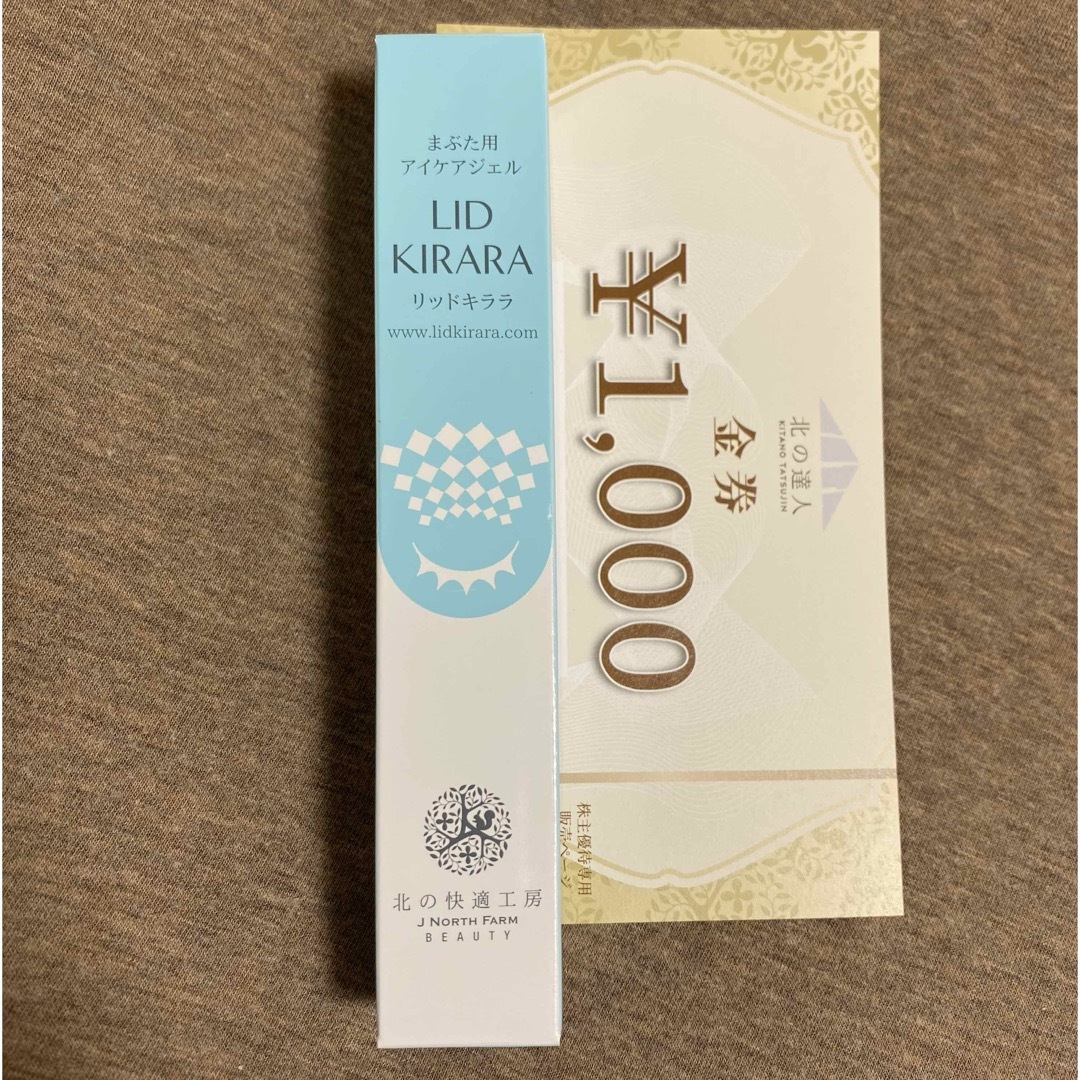 まぶた用
アイケアジェル
LID
KIRARA
リッドキララ
www.lidkirara.com
北の快適工房
J NORTH FARM
BEAUTY
北の達人
KITANO TATSUJIN
金券
¥1,000
株主優待専用
販売ページ